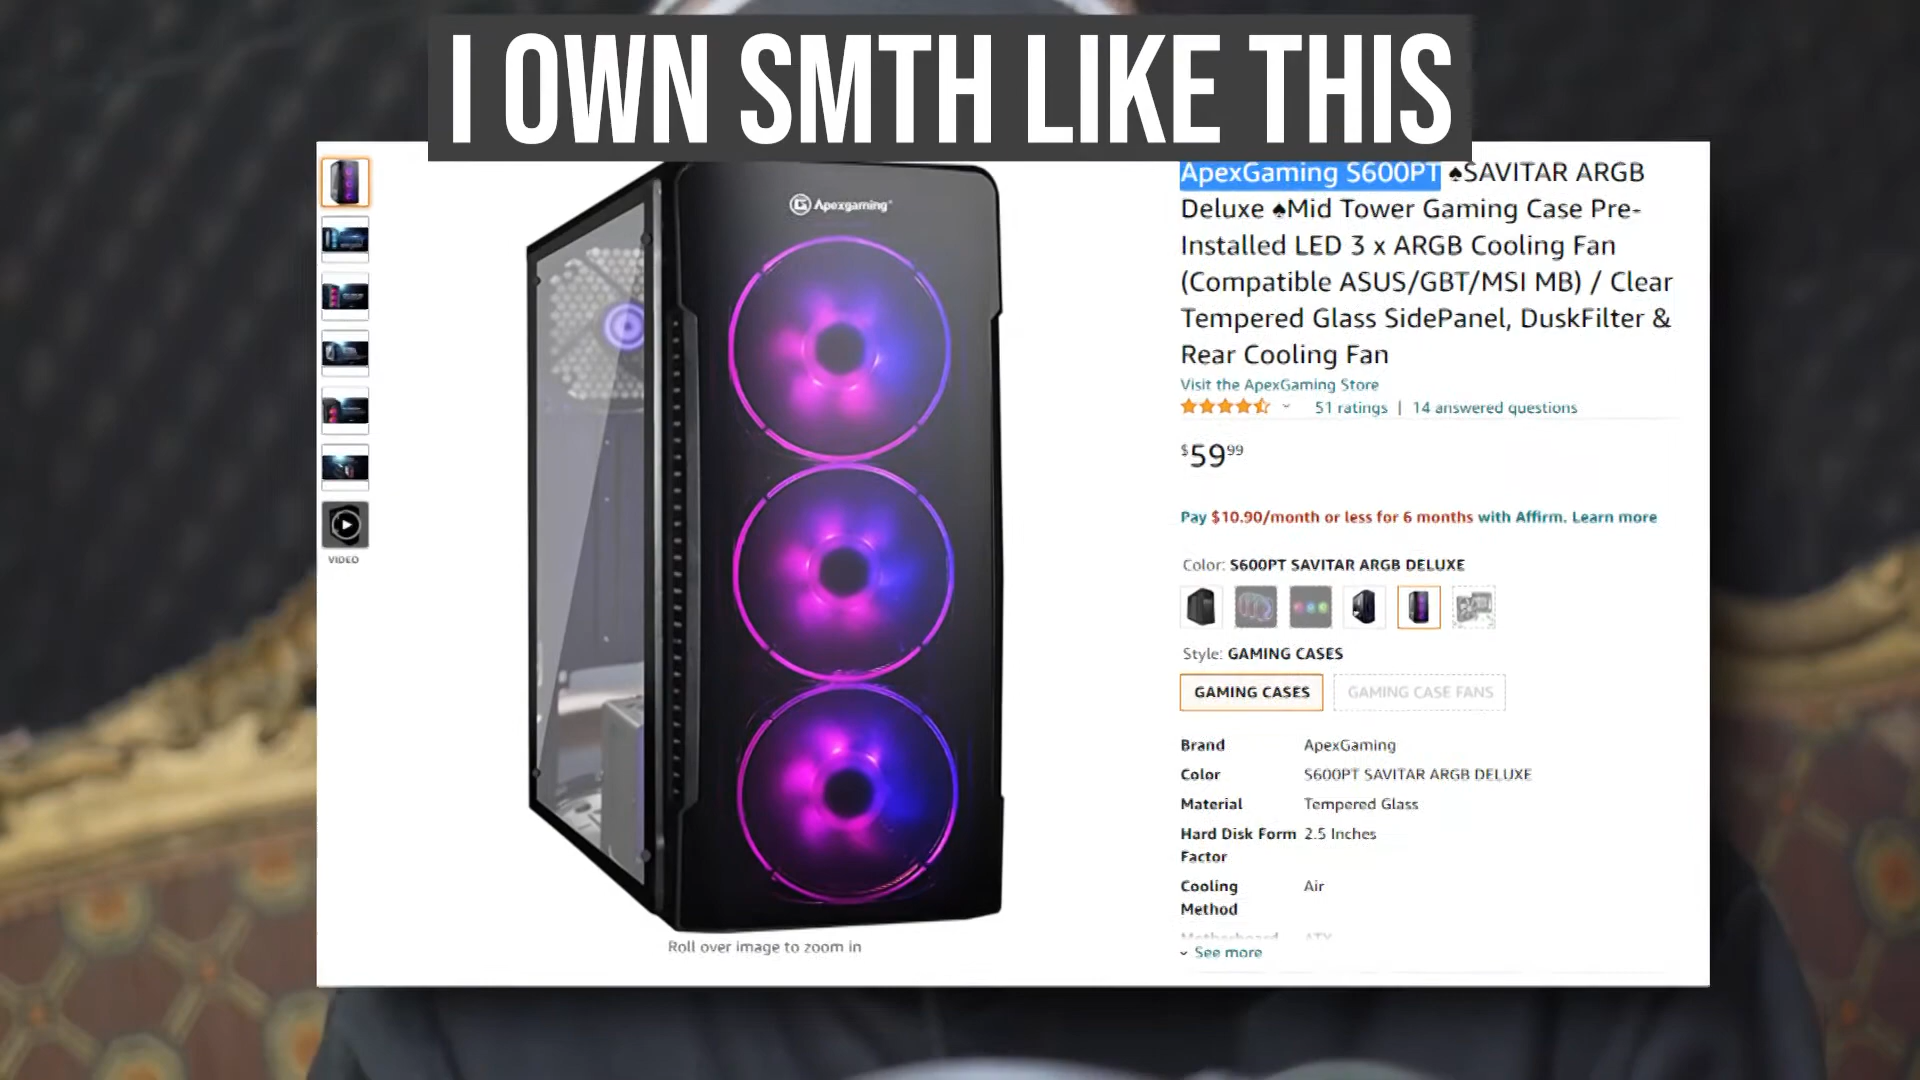 I OWN SMTH LIKE THIS
Apexgaming
ApexGaming S600PT ♠SAVITAR ARGB
Deluxe ♠Mid Tower Gaming Case Pre-
Installed LED 3 x ARGB Cooling Fan
(Compatible ASUS/GBT/MSI MB) / Clear
Tempered Glass SidePanel, DuskFilter &
Rear Cooling Fan
Visit the ApexGaming Store
51 ratings | 14 answered questions
$59.99
Pay $10.90/month or less for 6 months with Affirm. Learn more
Color: S600PT SAVITAR ARGB DELUXE
Style: GAMING CASES
GAMING CASES GAMING CASE FANS
Brand ApexGaming
Color S600PT SAVITAR ARGB DELUXE
Material Tempered Glass
Hard Disk Form 2.5 Inches
Factor
Cooling Air
Method
Motherboard ATX
See more
VIDEO
Roll over image to zoom in